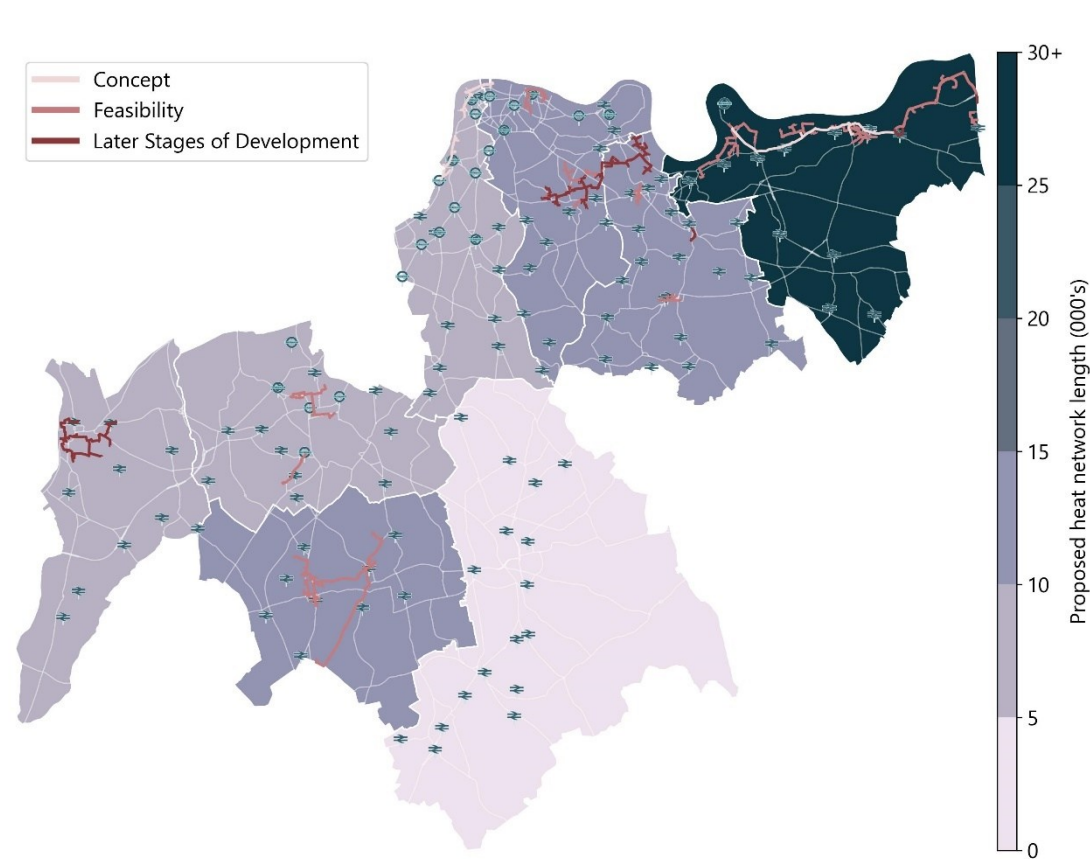 Concept
Feasibility
Later Stages of Development
30+
25
20
15
10
5
0
Proposed heat network length (000's)